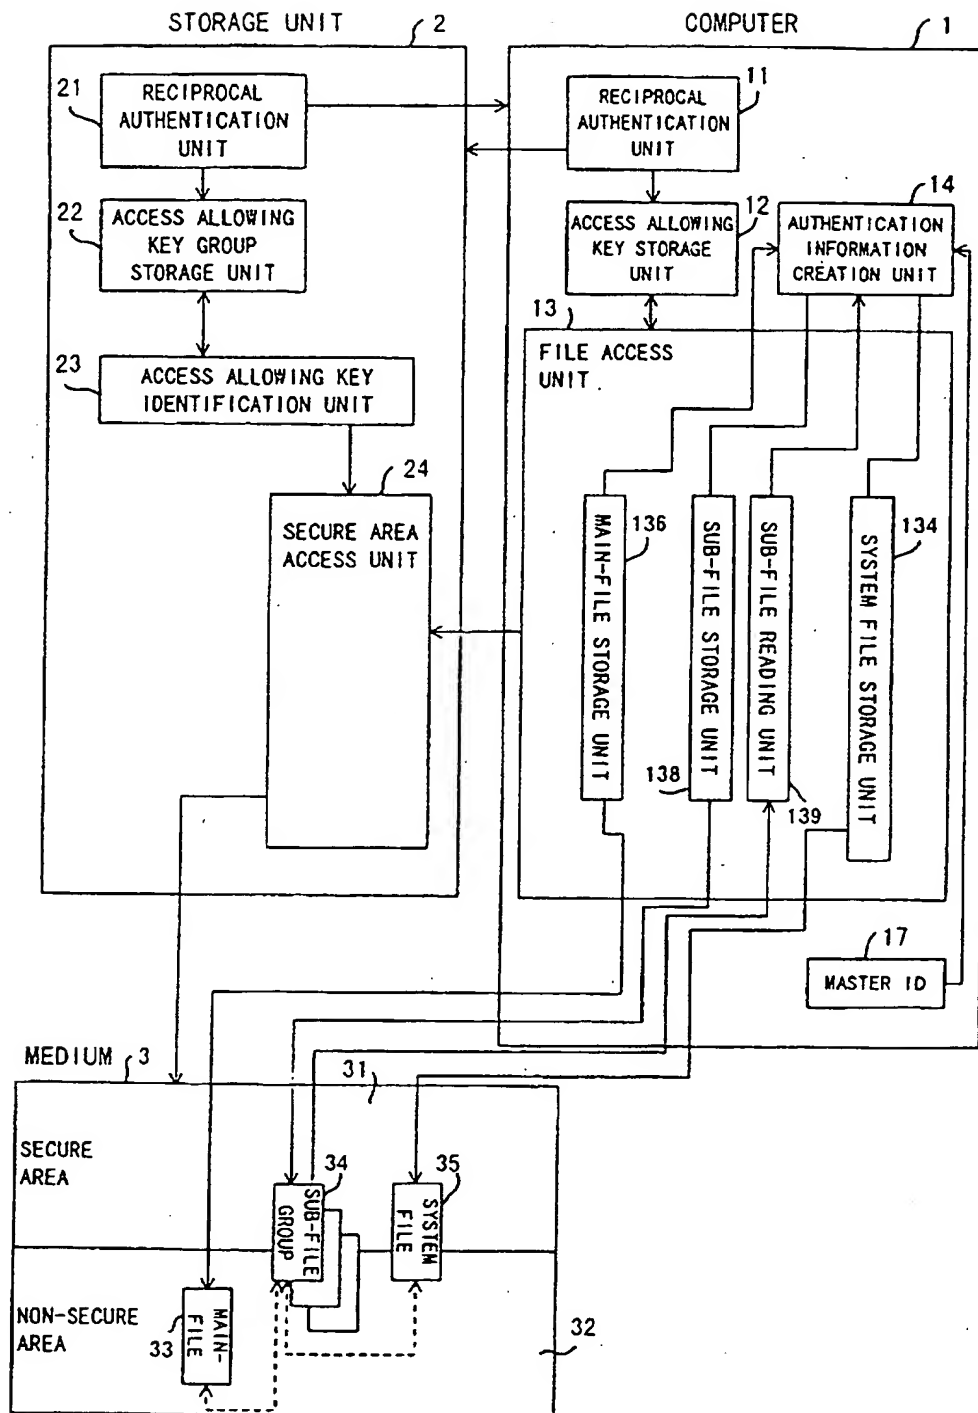 STORAGE UNIT
2
COMPUTER
1
21
RECIPROCAL
AUTHENTICATION
UNIT
11
RECIPROCAL
AUTHENTICATION
UNIT
22
ACCESS ALLOWING
KEY GROUP
STORAGE UNIT
12
ACCESS ALLOWING
KEY STORAGE
UNIT
14
AUTHENTICATION
INFORMATION
CREATION UNIT
23
ACCESS ALLOWING KEY
IDENTIFICATION UNIT
13
FILE ACCESS
UNIT
24
SECURE AREA
ACCESS UNIT
MAIN-FILE STORAGE UNIT
136
SUB-FILE STORAGE UNIT
138
SUB-FILE READING UNIT
139
SYSTEM FILE STORAGE UNIT
134
17
MASTER ID
MEDIUM 3
31
SECURE
AREA
34
SUB-FILE
GROUP
35
SYSTEM
FILE
NON-SECURE
AREA
33
MAIN-
FILE
32